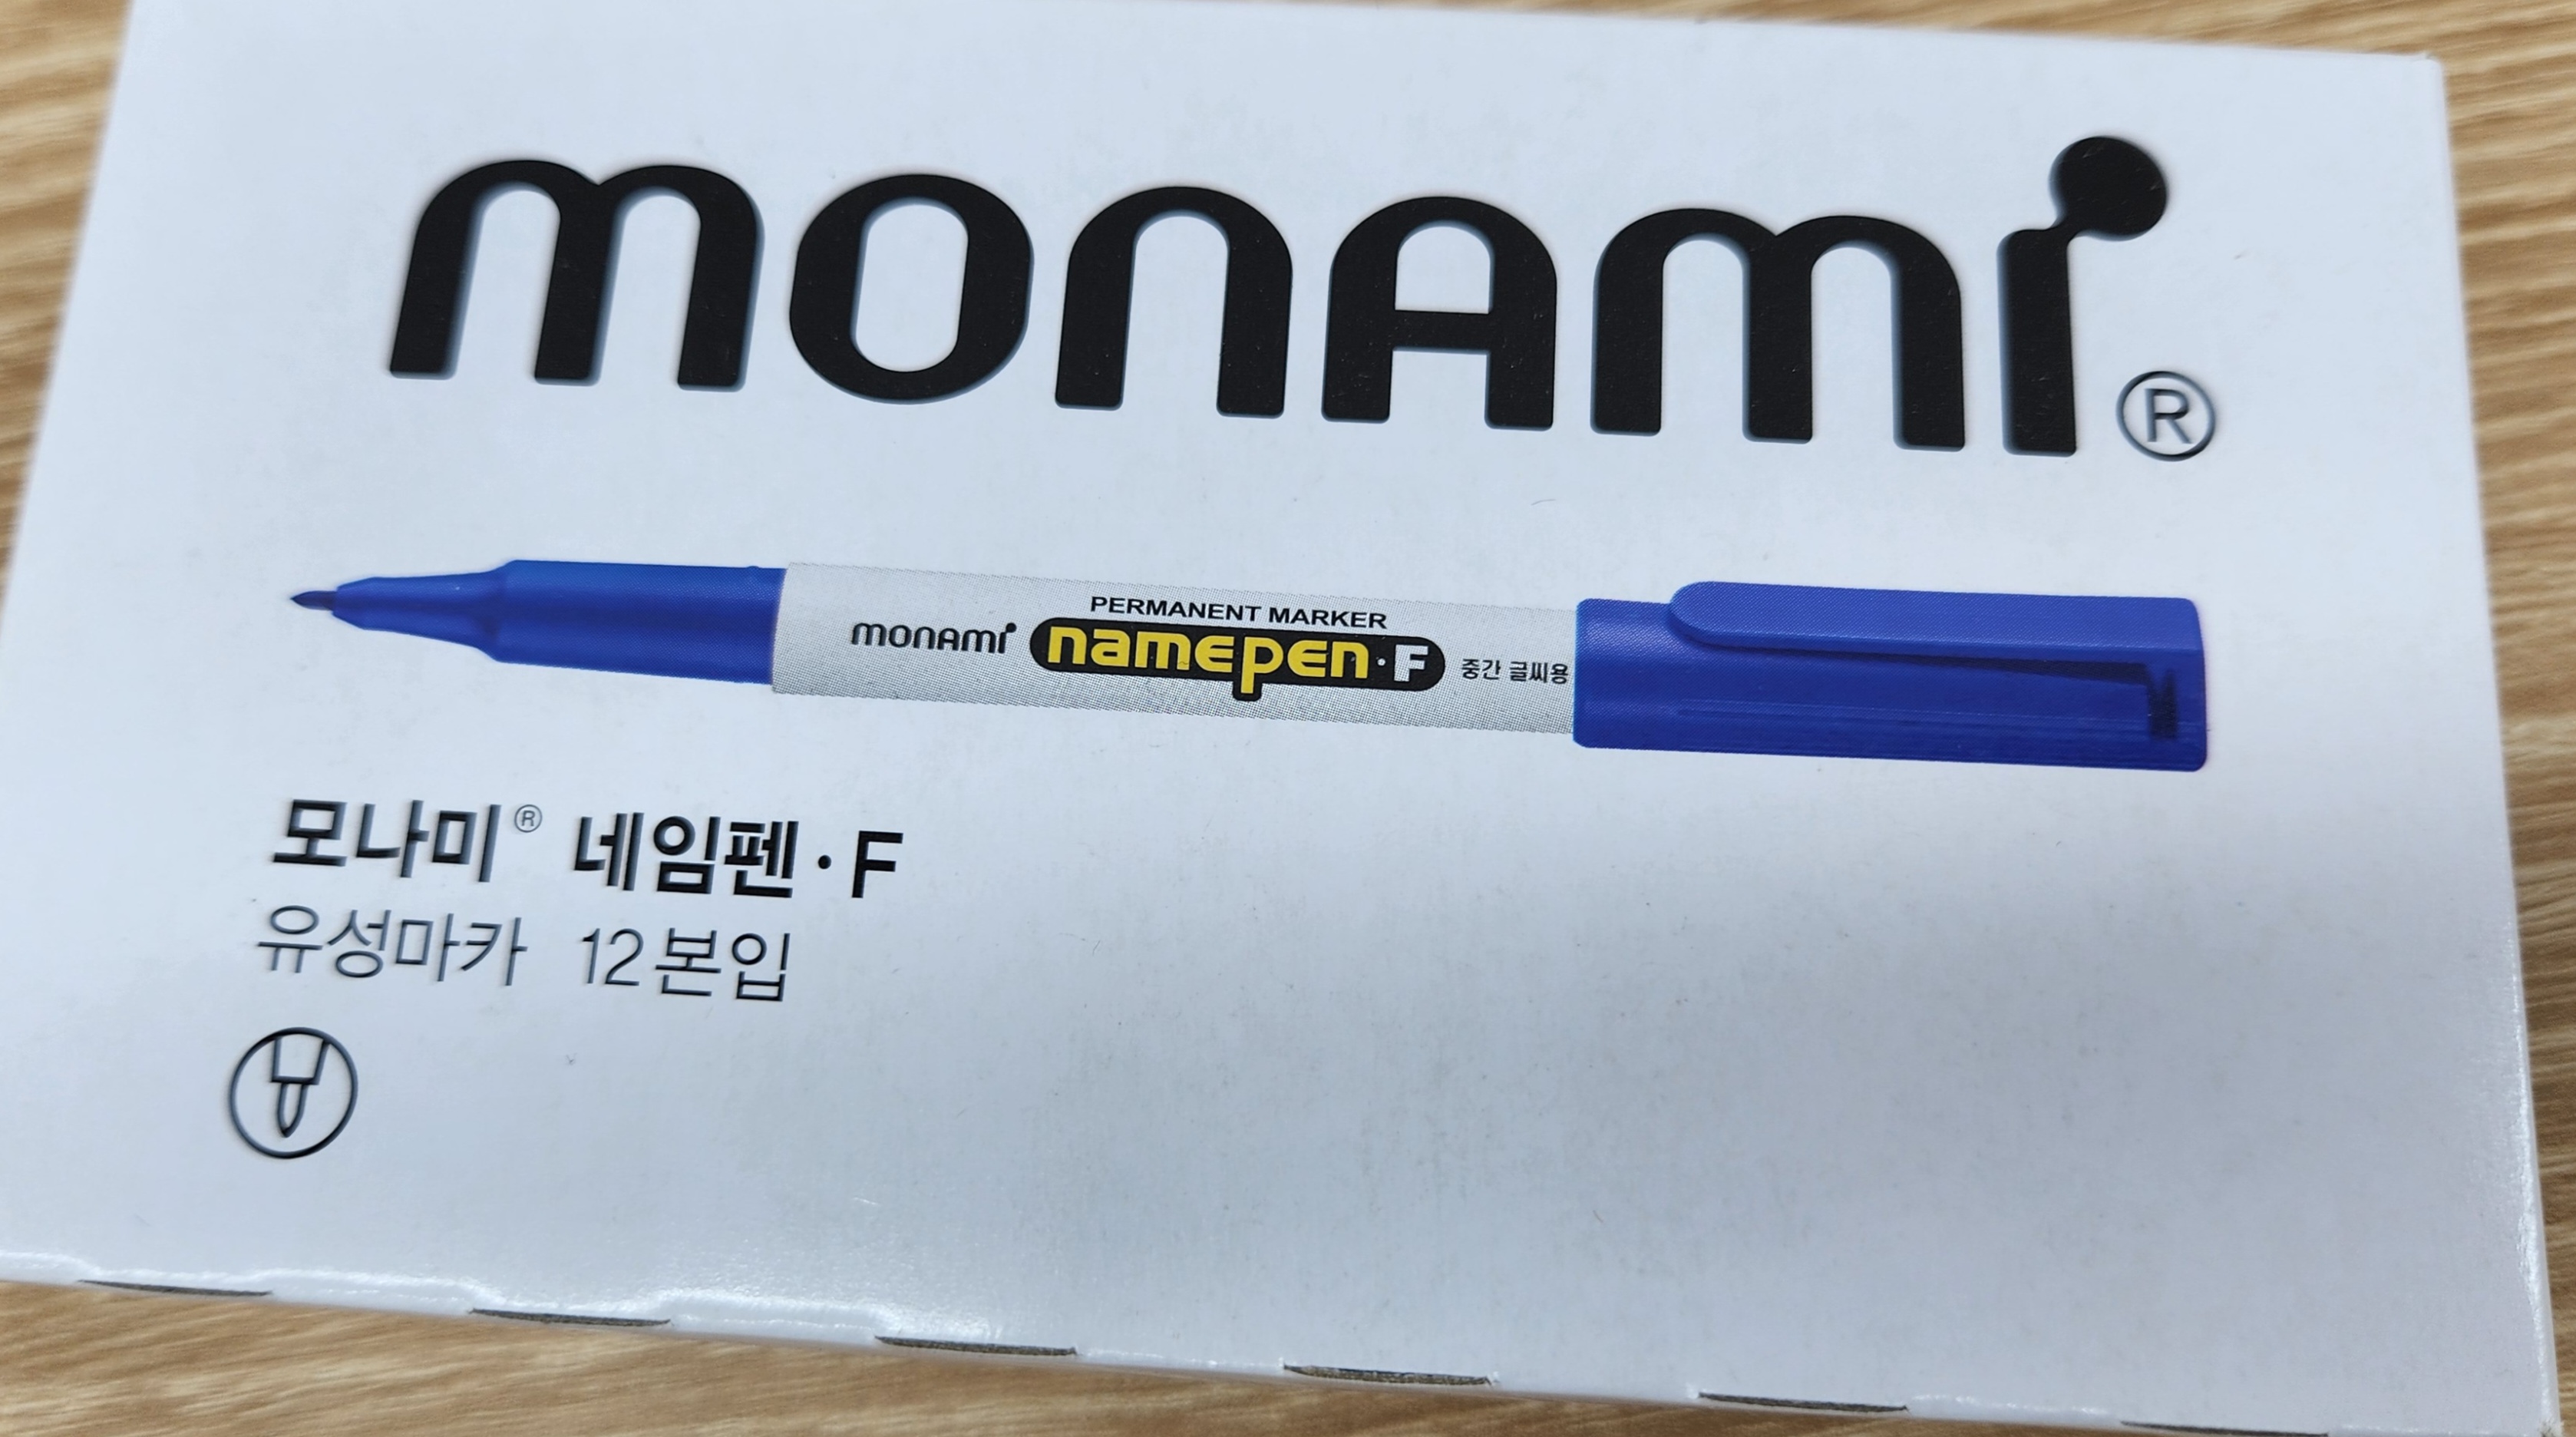 monami®
PERMANENT MARKER
monami namepen·F 중간 글씨용
모나미® 네임펜·F
유성마카 12본입